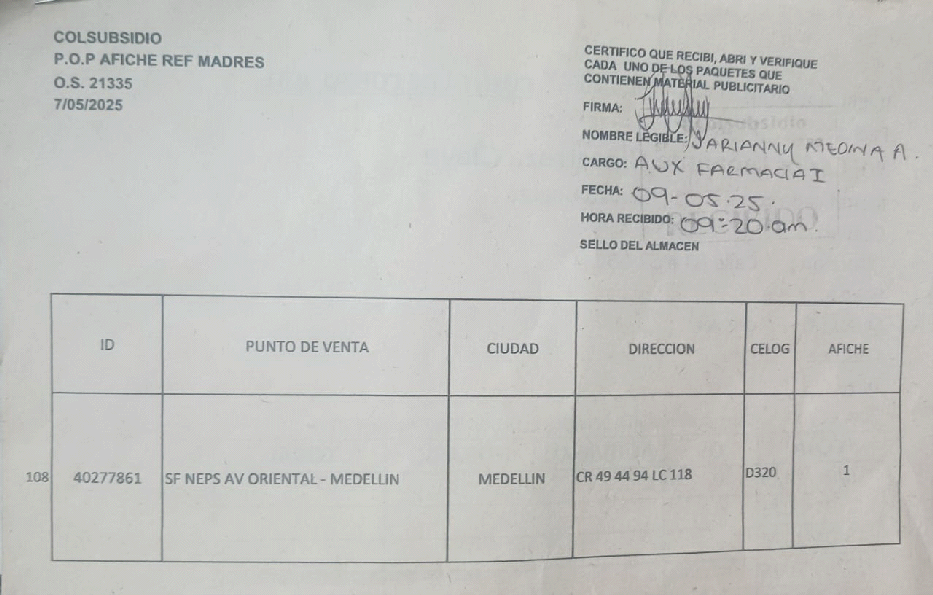 COLSUBSIDIO
P.O.P AFICHE REF MADRES
O.S. 21335
7/05/2025
CERTIFICO QUE RECIBI, ABRI Y VERIFIQUE
CADA UNO DE LOS PAQUETES QUE
CONTIENEN MATERIAL PUBLICITARIO
FIRMA:
NOMBRE LEGIBLE: A.
CARGO: AUX FARMACIA I
FECHA: 09-05-25.
HORA RECIBIDO: 09:20 am.
SELLO DEL ALMACEN
ID PUNTO DE VENTA CIUDAD DIRECCION CELOG AFICHE
108 40277861 SF NEPS AV ORIENTAL - MEDELLIN MEDELLIN CR 49 44 94 LC 118 D320 1